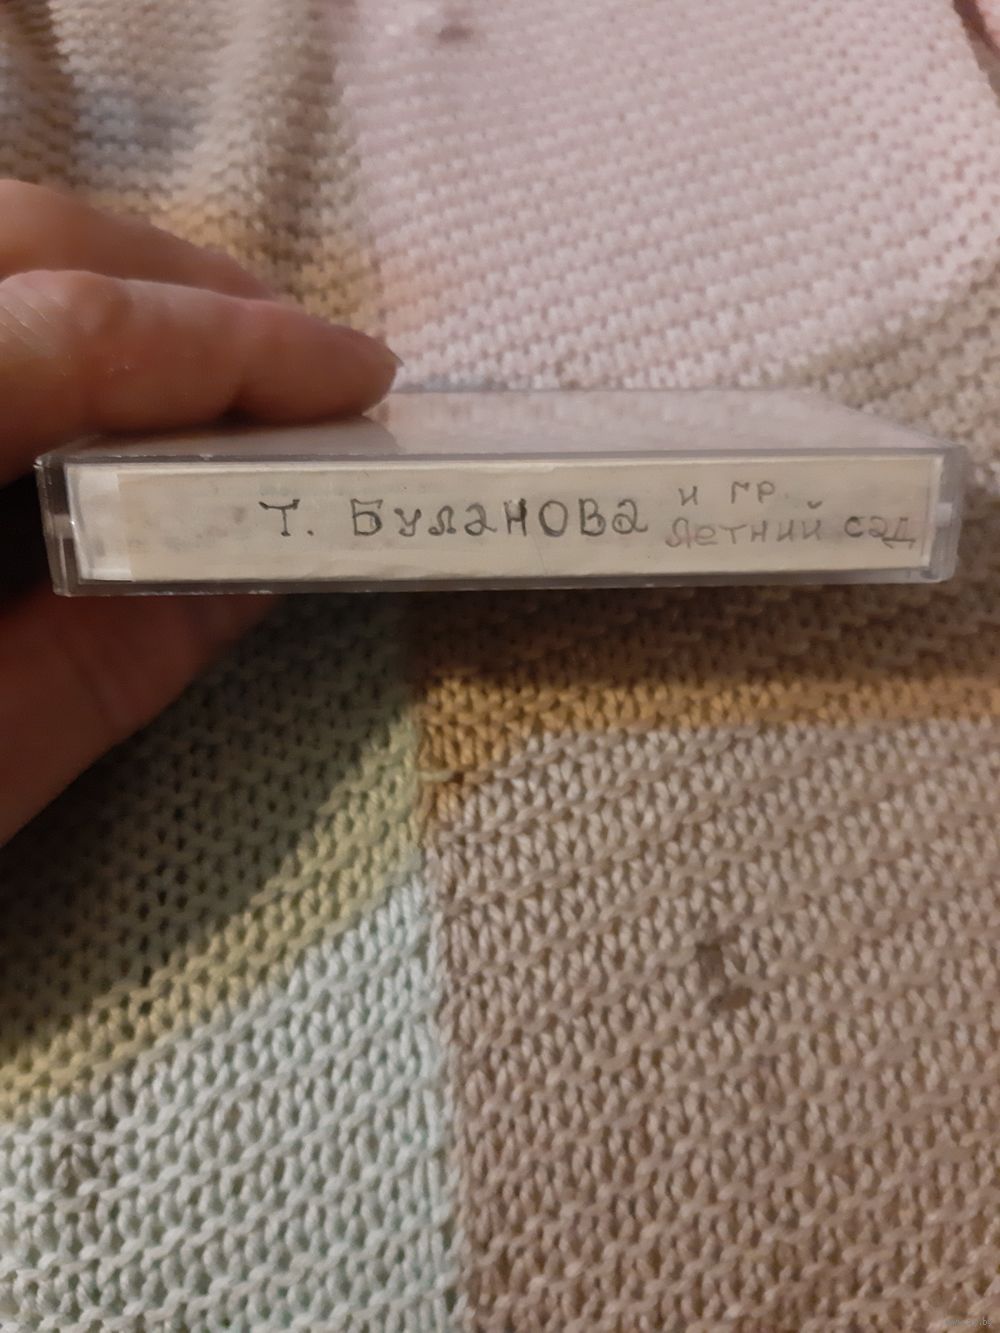 Т. Буланова и гр.
Летний сад